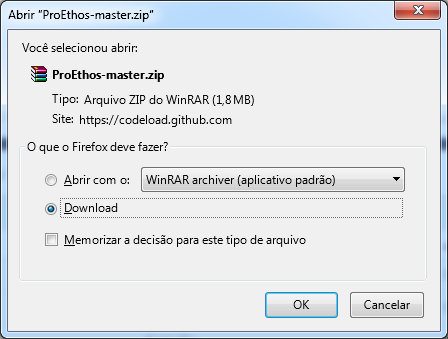 Abrir "ProEthos-master.zip"
Você selecionou abrir:
ProEthos-master.zip
Tipo: Arquivo ZIP do WinRAR (1,8 MB)
Site: https://codeload.github.com
O que o Firefox deve fazer?
Abrir com o: WinRAR archiver (aplicativo padrão)
Download
Memorizar a decisão para este tipo de arquivo
OK Cancelar